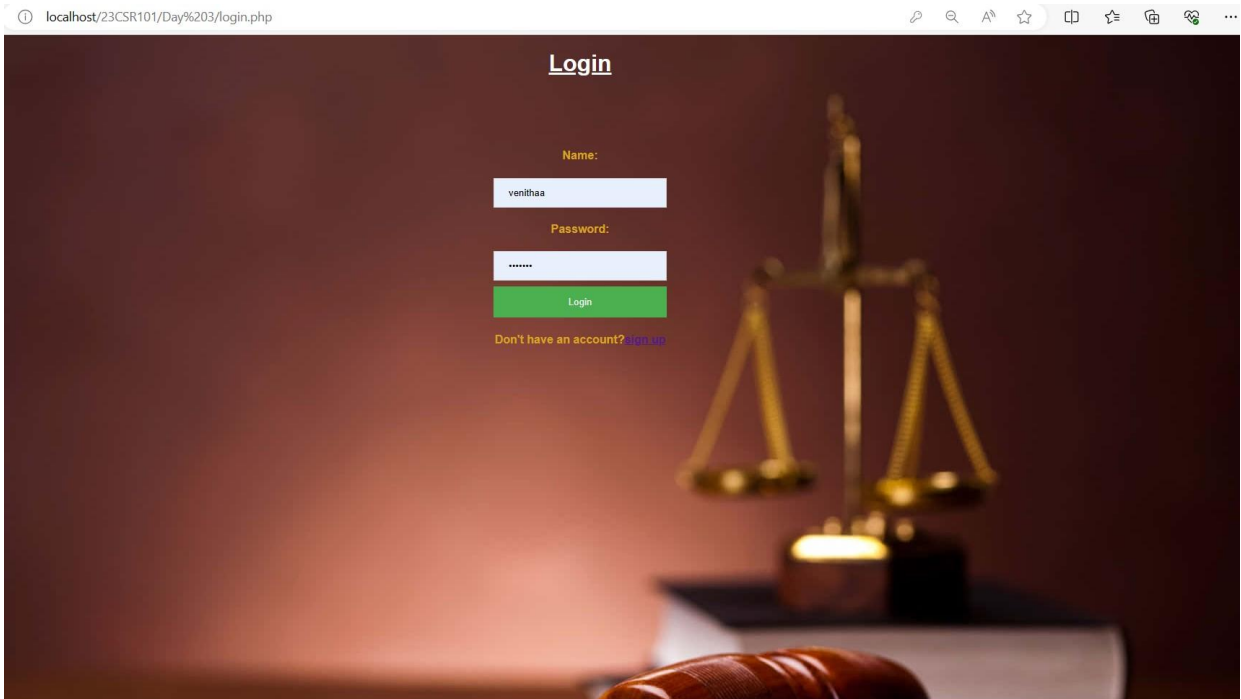 localhost/23CSR101/Day%203/login.php
Login
Name:
venithaa
Password:
•••••••
Login
Don't have an account?sign up